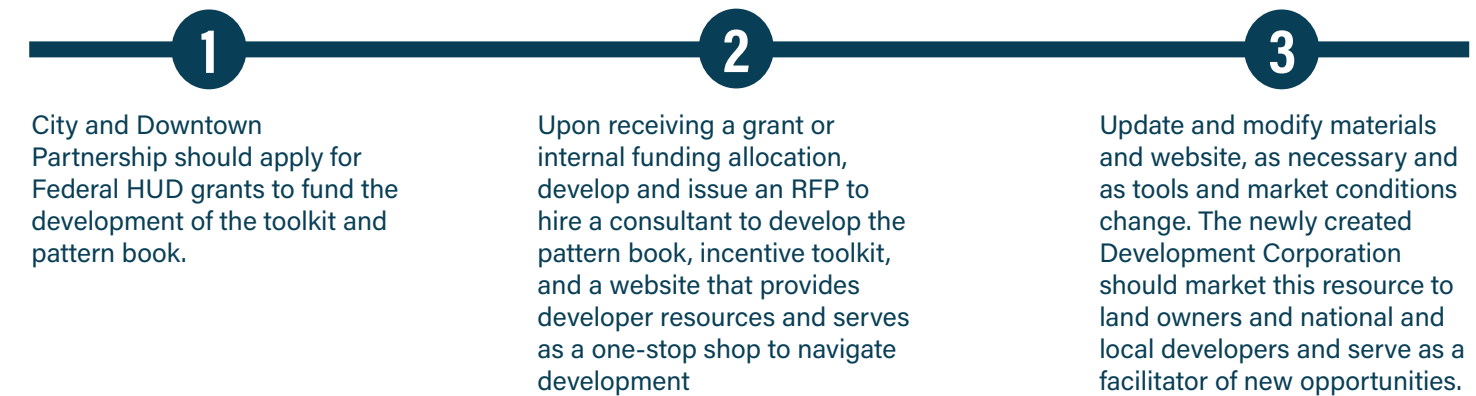 1
City and Downtown
Partnership should apply for
Federal HUD grants to fund the
development of the toolkit and
pattern book.
2
Upon receiving a grant or
internal funding allocation,
develop and issue an RFP to
hire a consultant to develop the
pattern book, incentive toolkit,
and a website that provides
developer resources and serves
as a one-stop shop to navigate
development
3
Update and modify materials
and website, as necessary and
as tools and market conditions
change. The newly created
Development Corporation
should market this resource to
land owners and national and
local developers and serve as a
facilitator of new opportunities.